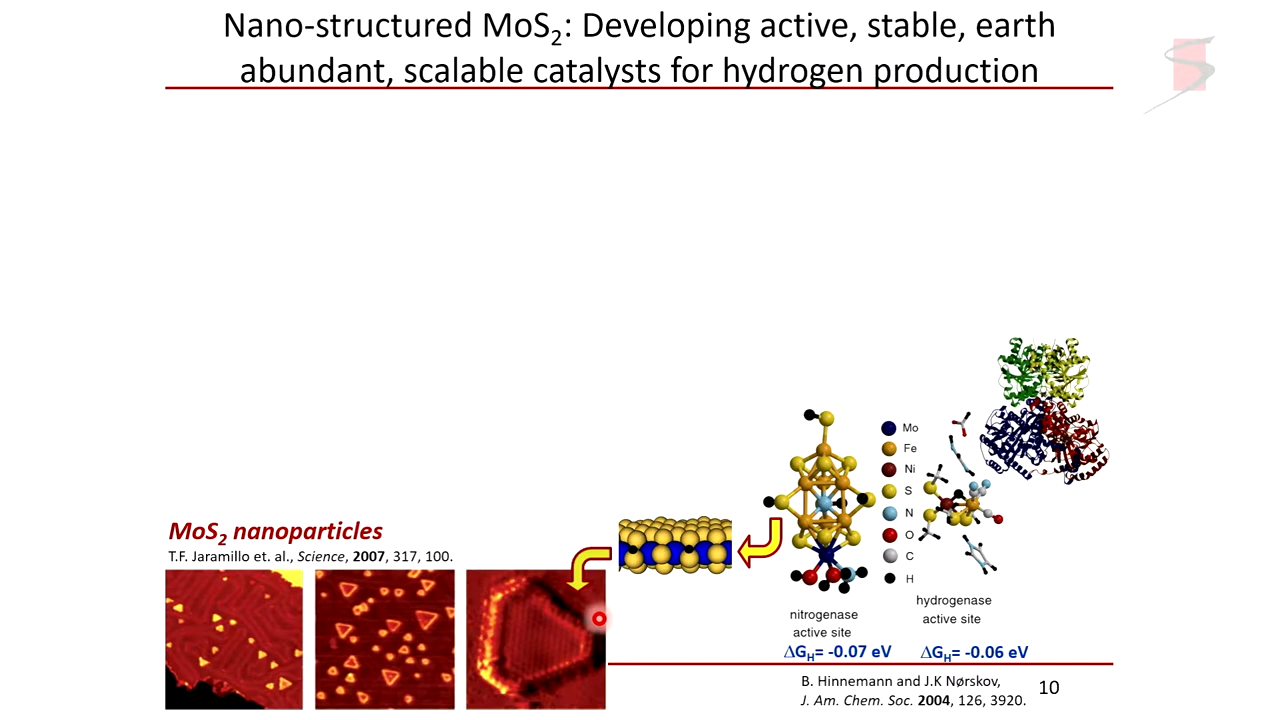 Nano-structured MoS2: Developing active, stable, earth
abundant, scalable catalysts for hydrogen production
Mo
Fe
Ni
S
N
O
C
H
MoS2 nanoparticles
T.F. Jaramillo et. al., Science, 2007, 317, 100.
nitrogenase
active site
hydrogenase
active site
ΔGH= -0.07 eV
ΔGH= -0.06 eV
B. Hinnemann and J.K Nørskov,
J. Am. Chem. Soc. 2004, 126, 3920.
10